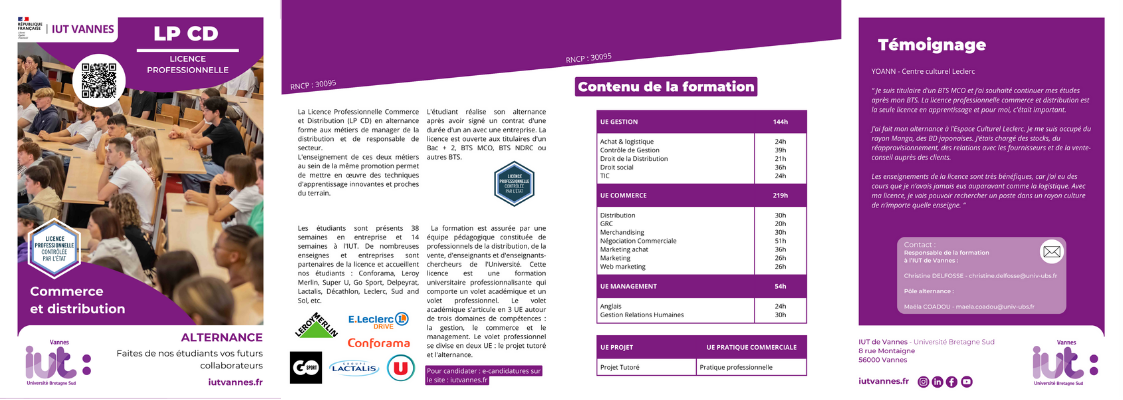 RÉPUBLIQUE
FRANÇAISE
IUT VANNES
LP CD
LICENCE
PROFESSIONNELLE
LICENCE
PROFESSIONNELLE
CONTRÔLÉE
PAR L'ÉTAT
Commerce
et distribution
Vannes
iut:
Université Bretagne Sud
ALTERNANCE
Faites de nos étudiants vos futurs
collaborateurs
iutvannes.fr
RNCP : 30095
La Licence Professionnelle Commerce
et Distribution (LP CD) en alternance
forme aux métiers de manager de la
distribution et de responsable de
secteur.
L'enseignement de ces deux métiers
au sein de la même promotion permet
de mettre en œuvre des techniques
d'apprentissage innovantes et proches
du terrain.
L'étudiant réalise son alternance
après avoir signé un contrat d'une
durée d'un an avec une entreprise. La
licence est ouverte aux titulaires d'un
Bac + 2, BTS MCO, BTS NDRC ou
autres BTS.
LICENCE
PROFESSIONNELLE
CONTRÔLÉE
PAR L'ÉTAT
Les étudiants sont présents 38
semaines en entreprise et 14
semaines à l'IUT. De nombreuses
enseignes et entreprises sont
partenaires de la licence et accueillent
nos étudiants : Conforama, Leroy
Merlin, Super U, Go Sport, Delpeyrat,
Lactalis, Décathlon, Leclerc, Sud and
Sol, etc.
LEROY MERLIN
E.Leclerc
DRIVE
Conforama
GO SPORT
GROUPE
LACTALIS
U
La formation est assurée par une
équipe pédagogique constituée de
professionnels de la distribution, de la
vente, d'enseignants et d'enseignants-
chercheurs de l'Université. Cette
licence est une formation
universitaire professionnalisante qui
comporte un volet académique et un
volet professionnel. Le volet
académique s'articule en 3 UE autour
de trois domaines de compétences :
la gestion, le commerce et le
management. Le volet professionnel
se divise en deux UE : le projet tutoré
et l'alternance.
Pour candidater : e-candidatures sur
le site : iutvannes.fr
RNCP : 30095
Contenu de la formation
UE GESTION 144h
Achat & logistique 24h
Contrôle de Gestion 39h
Droit de la Distribution 21h
Droit social 36h
TIC 24h
UE COMMERCE 219h
Distribution 30h
GRC 20h
Merchandising 30h
Négociation Commerciale 51h
Marketing achat 36h
Marketing 26h
Web marketing 26h
UE MANAGEMENT 54h
Anglais 24h
Gestion Relations Humaines 30h
UE PROJET UE PRATIQUE COMMERCIALE
Projet Tutoré Pratique professionnelle
Témoignage
YOANN - Centre culturel Leclerc
" Je suis titulaire d'un BTS MCO et j'ai souhaité continuer mes études
après mon BTS. La licence professionnelle commerce et distribution est
la seule licence en apprentissage et pour moi, c'était important.
J'ai fait mon alternance à l'Espace Culturel Leclerc. Je me suis occupé du
rayon Manga, des BD japonaises, j'étais chargé des stocks, du
réapprovisionnement, des relations avec les fournisseurs et de la vente-
conseil auprès des clients.
Les enseignements de la licence sont très bénéfiques, car j'ai eu des
cours que je n'avais jamais eus auparavant comme la logistique. Avec
ma licence, je vais pouvoir rechercher un poste dans un rayon culture
de n'importe quelle enseigne. "
Contact :
Responsable de la formation
à l'IUT de Vannes :
Christine DELFOSSE - christine.delfosse@univ-ubs.fr
Pôle alternance :
Maëla COADOU - maela.coadou@univ-ubs.fr
IUT de Vannes - Université Bretagne Sud
8 rue Montaigne
56000 Vannes
iutvannes.fr
Vannes
iut:
Université Bretagne Sud